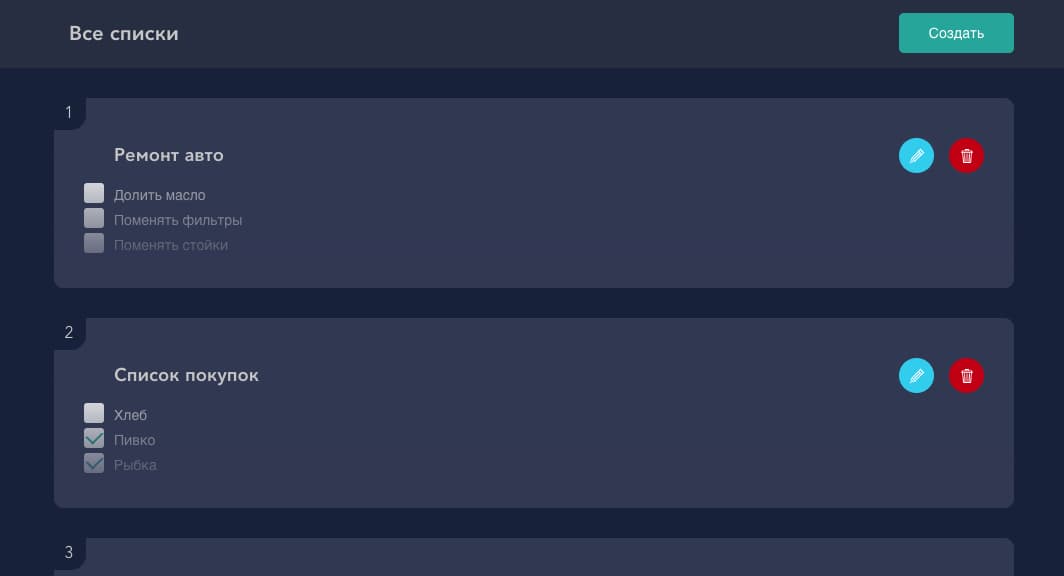 Все списки
Создать
1
Ремонт авто
Долить масло
Поменять фильтры
Поменять стойки
2
Список покупок
Хлеб
Пивко
Рыбка
3